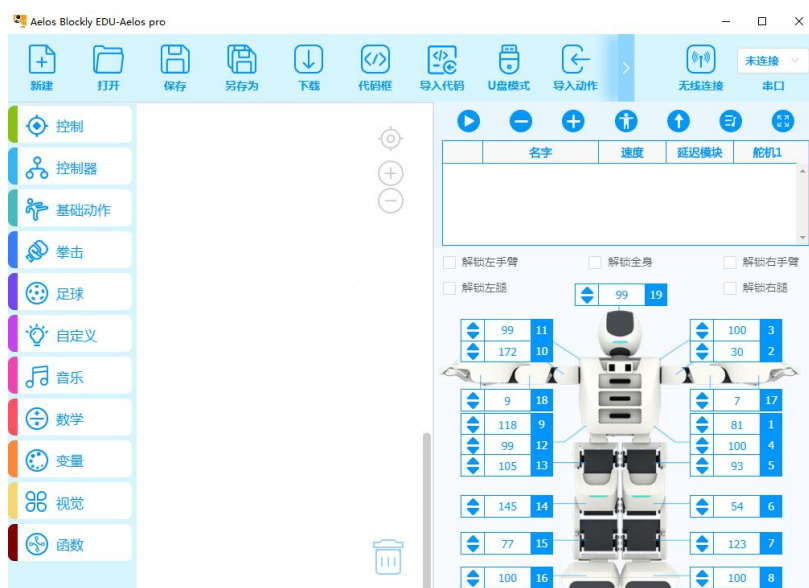 Aelos Blockly EDU-Aelos pro
新建 打开 保存 另存为 下载 代码框 导入代码 U盘模式 导入动作 无线连接 未连接 串口
控制
控制器
基础动作
拳击
足球
自定义
音乐
数学
变量
视觉
函数
名字 速度 延迟模块 舵机1
解锁左手臂 解锁全身 解锁右手臂
解锁左腿 解锁右腿
99 19
99 11 100 3
172 10 30 2
9 18 7 17
118 9 81 1
99 12 100 4
105 13 93 5
145 14 54 6
77 15 123 7
100 16 100 8